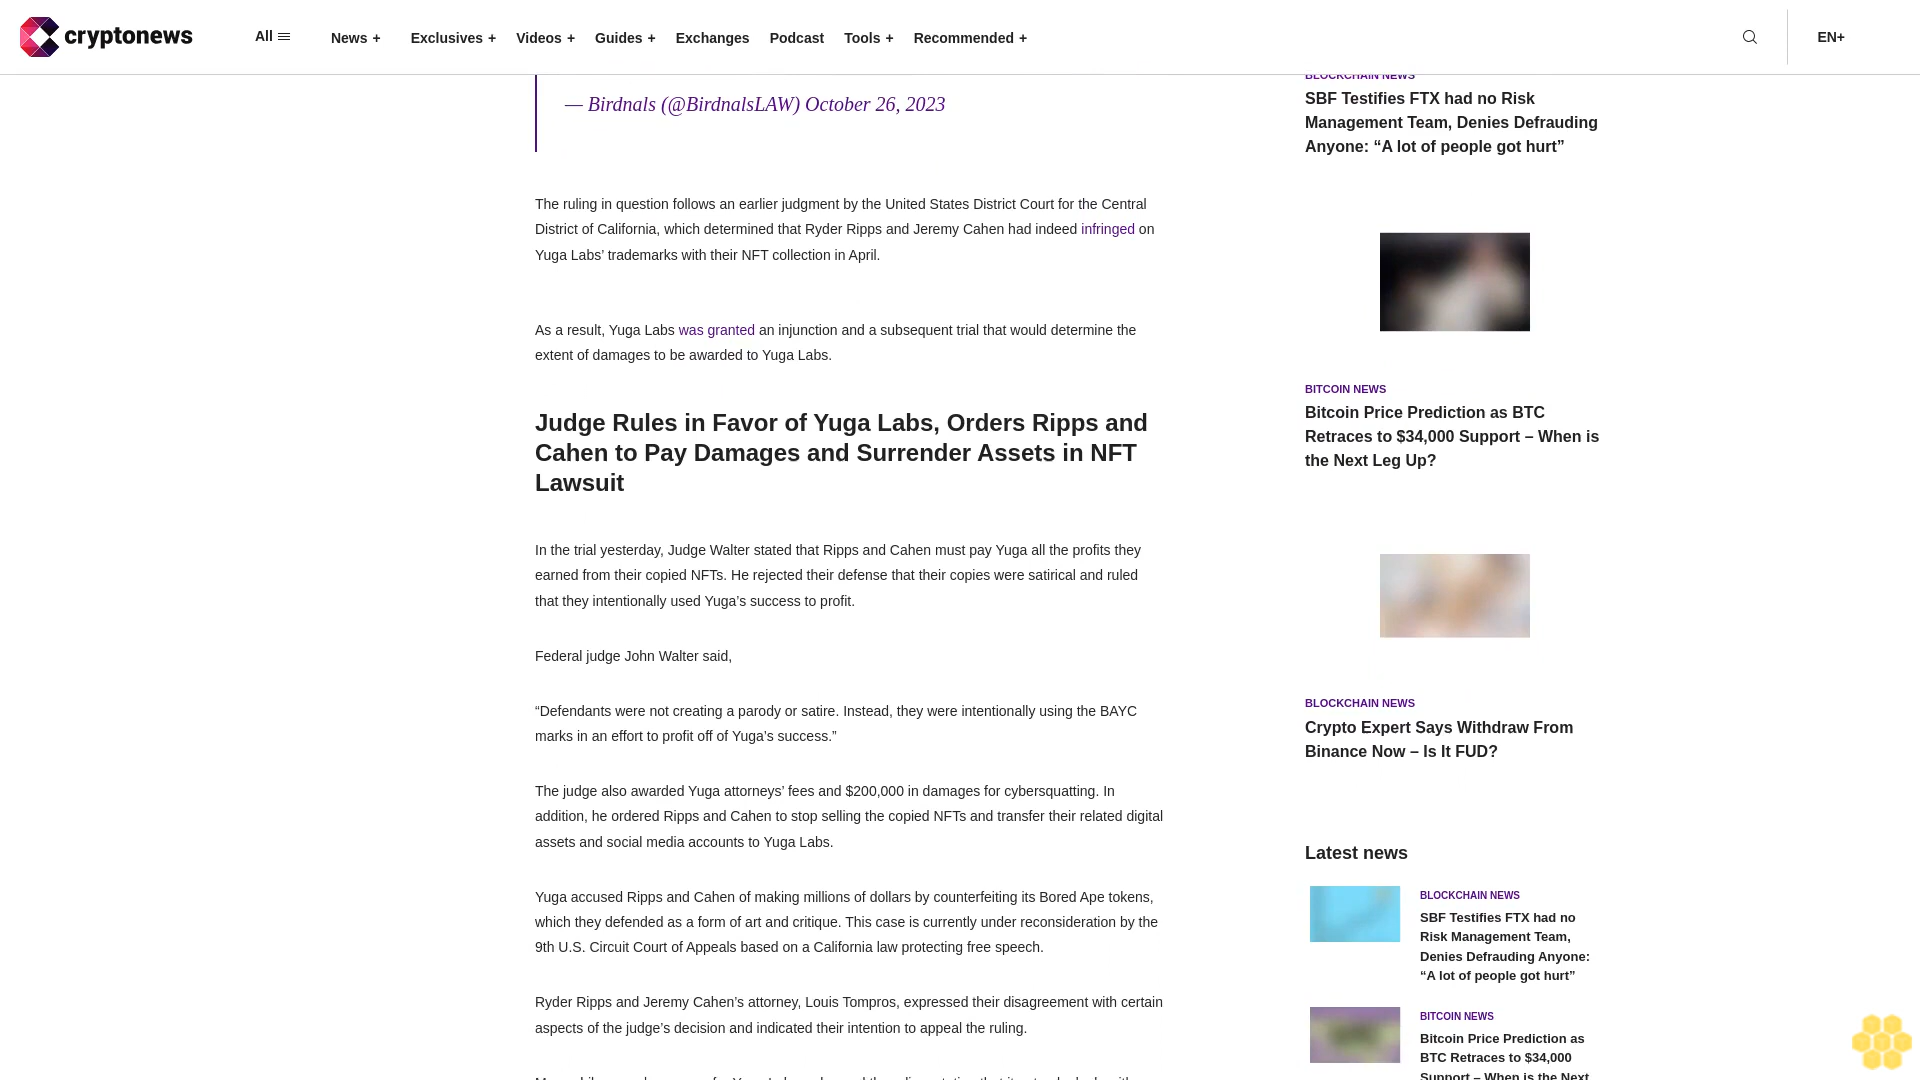 cryptonews
All
News +
Exclusives +
Videos +
Guides +
Exchanges
Podcast
Tools +
Recommended +
EN+
— Birdnals (@BirdnalsLAW) October 26, 2023
The ruling in question follows an earlier judgment by the United States District Court for the Central
District of California, which determined that Ryder Ripps and Jeremy Cahen had indeed infringed on
Yuga Labs’ trademarks with their NFT collection in April.
As a result, Yuga Labs was granted an injunction and a subsequent trial that would determine the
extent of damages to be awarded to Yuga Labs.
Judge Rules in Favor of Yuga Labs, Orders Ripps and
Cahen to Pay Damages and Surrender Assets in NFT
Lawsuit
In the trial yesterday, Judge Walter stated that Ripps and Cahen must pay Yuga all the profits they
earned from their copied NFTs. He rejected their defense that their copies were satirical and ruled
that they intentionally used Yuga’s success to profit.
Federal judge John Walter said,
“Defendants were not creating a parody or satire. Instead, they were intentionally using the BAYC
marks in an effort to profit off of Yuga’s success.”
The judge also awarded Yuga attorneys’ fees and $200,000 in damages for cybersquatting. In
addition, he ordered Ripps and Cahen to stop selling the copied NFTs and transfer their related digital
assets and social media accounts to Yuga Labs.
Yuga accused Ripps and Cahen of making millions of dollars by counterfeiting its Bored Ape tokens,
which they defended as a form of art and critique. This case is currently under reconsideration by the
9th U.S. Circuit Court of Appeals based on a California law protecting free speech.
Ryder Ripps and Jeremy Cahen’s attorney, Louis Tompros, expressed their disagreement with certain
aspects of the judge’s decision and indicated their intention to appeal the ruling.
BLOCKCHAIN NEWS
SBF Testifies FTX had no Risk
Management Team, Denies Defrauding
Anyone: “A lot of people got hurt”
BITCOIN NEWS
Bitcoin Price Prediction as BTC
Retraces to $34,000 Support – When is
the Next Leg Up?
BLOCKCHAIN NEWS
Crypto Expert Says Withdraw From
Binance Now – Is It FUD?
Latest news
BLOCKCHAIN NEWS
SBF Testifies FTX had no
Risk Management Team,
Denies Defrauding Anyone:
“A lot of people got hurt”
BITCOIN NEWS
Bitcoin Price Prediction as
BTC Retraces to $34,000
Support – When is the Next